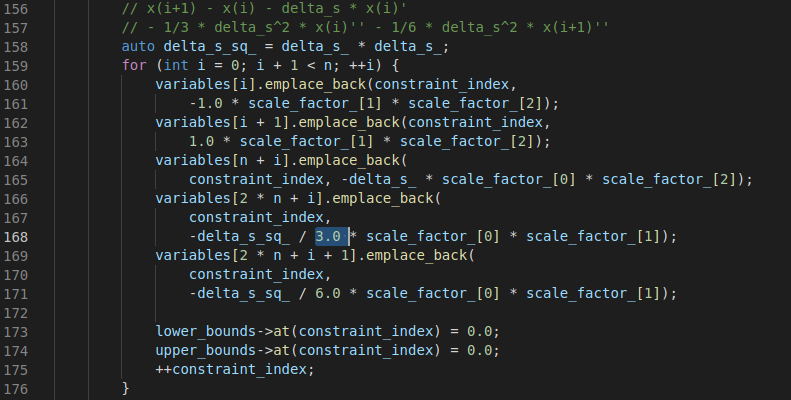 156 // x(i+1) - x(i) - delta_s * x(i)'
157 // - 1/3 * delta_s^2 * x(i)'' - 1/6 * delta_s^2 * x(i+1)''
158 auto delta_s_sq_ = delta_s_ * delta_s_;
159 for (int i = 0; i + 1 < n; ++i) {
160 variables[i].emplace_back(constraint_index,
161 -1.0 * scale_factor_[1] * scale_factor_[2]);
162 variables[i + 1].emplace_back(constraint_index,
163 1.0 * scale_factor_[1] * scale_factor_[2]);
164 variables[n + i].emplace_back(
165 constraint_index, -delta_s_ * scale_factor_[0] * scale_factor_[2]);
166 variables[2 * n + i].emplace_back(
167 constraint_index,
168 -delta_s_sq_ / 3.0 * scale_factor_[0] * scale_factor_[1]);
169 variables[2 * n + i + 1].emplace_back(
170 constraint_index,
171 -delta_s_sq_ / 6.0 * scale_factor_[0] * scale_factor_[1]);
172
173 lower_bounds->at(constraint_index) = 0.0;
174 upper_bounds->at(constraint_index) = 0.0;
175 ++constraint_index;
176 }